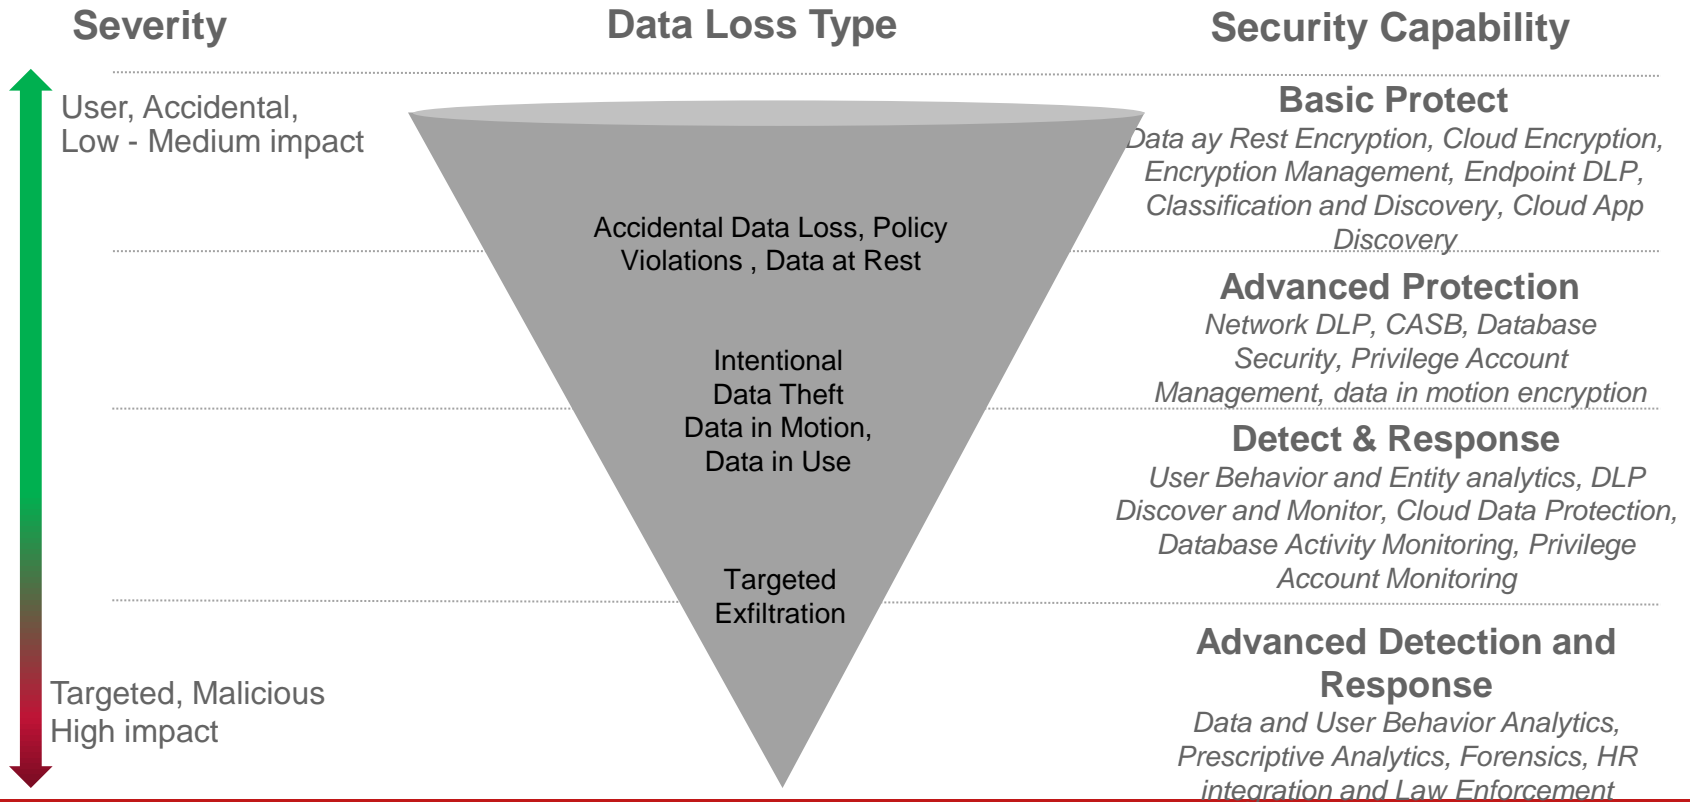 Severity
Data Loss Type
Security Capability
User, Accidental,
Low - Medium impact
Targeted, Malicious
High impact
Accidental Data Loss, Policy
Violations , Data at Rest
Intentional
Data Theft
Data in Motion,
Data in Use
Targeted
Exfiltration
Basic Protect
Data ay Rest Encryption, Cloud Encryption,
Encryption Management, Endpoint DLP,
Classification and Discovery, Cloud App
Discovery
Advanced Protection
Network DLP, CASB, Database
Security, Privilege Account
Management, data in motion encryption
Detect & Response
User Behavior and Entity analytics, DLP
Discover and Monitor, Cloud Data Protection,
Database Activity Monitoring, Privilege
Account Monitoring
Advanced Detection and
Response
Data and User Behavior Analytics,
Prescriptive Analytics, Forensics, HR
integration and Law Enforcement